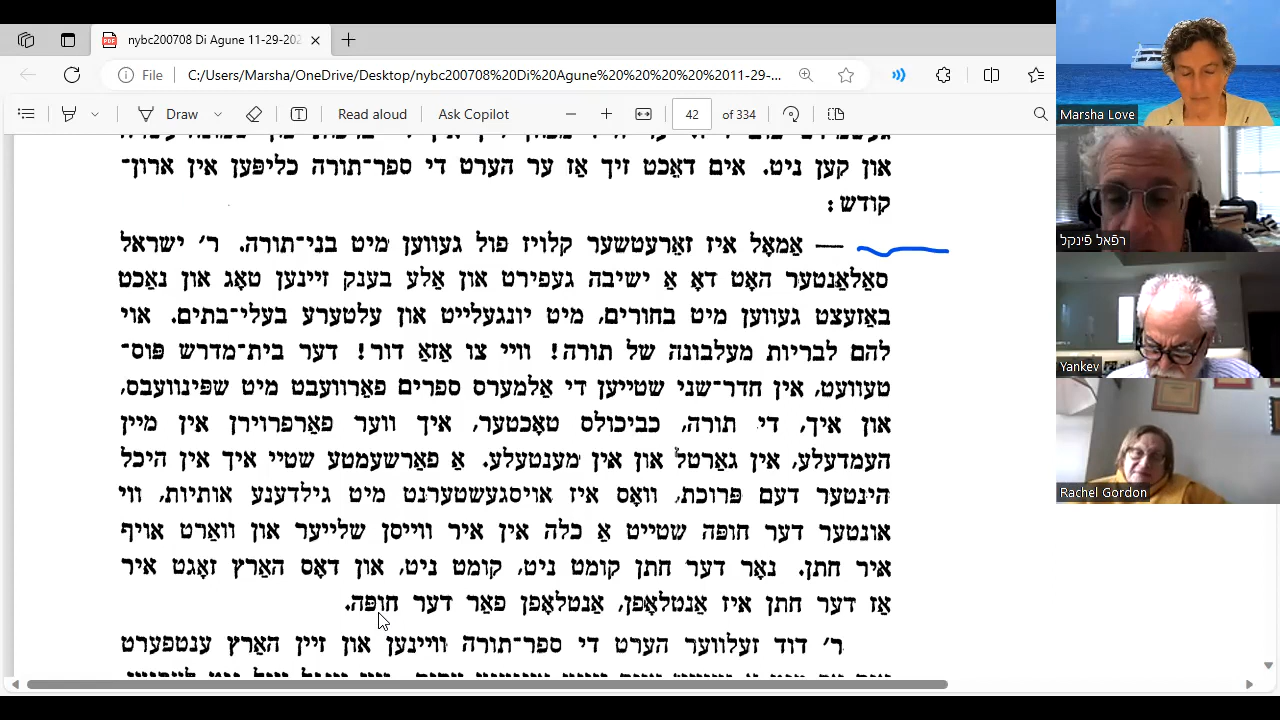 nybc200708 Di Agune 11-29-202
File
C:/Users/Marsha/OneDrive/Desktop/nybc200708%20Di%20Agune%20%20%20%20%2011-29-...
Draw
Read aloud
Ask Copilot
42
of 334
און קען ניט. אים דאַכט זיך אַז ער הערט די ספר־תורה כליפּען אין ארון־
קודש:
— אַמאָל איז זאַרעטשער קלויז פול געווען מיט בני־תורה. ר׳ ישראל
סאַלאַנטער האָט דאָ אַ ישיבה געפירט און אַלע בענק זיינען טאָג און נאַכט
באַזעצט געווען מיט בחורים, מיט יונגעלייט און עלטערע בעלי־בתים. אוי
להם לבריות מעלבונה של תורה! וויי צו אַזאַ דור! דער בית־מדרש פּוס־
טעוועט, אין חדר־שני שטייען די אַלמערס ספרים פאַרוועבט מיט שפּינוועבס,
און איך, די תורה, כביכולס טאָכטער, איך ווער פאַרפרוירן אין מיין
העמדעלע, אין גאַרטל און אין מענטעלע. אַ פאַרשעמטע שטיי איך אין היכל
הינטער דעם פּרוכת, וואָס איז אויסגעשטערנט מיט גילדענע אותיות, ווי
אונטער דער חופּה שטייט אַ כלה אין איר ווייסן שלייער און וואַרט אויף
איר חתן. נאָר דער חתן קומט ניט, קומט ניט, און דאָס האַרץ זאָגט איר
אַז דער חתן איז אַנטלאָפן, אַנטלאָפן פאַר דער חופּה.
ר׳ דוד זעלווער הערט די ספר־תורה וויינען און זיין האַרץ ענטפערט
Marsha Love
רפֿאל פֿינקל
Yankev
Rachel Gordon